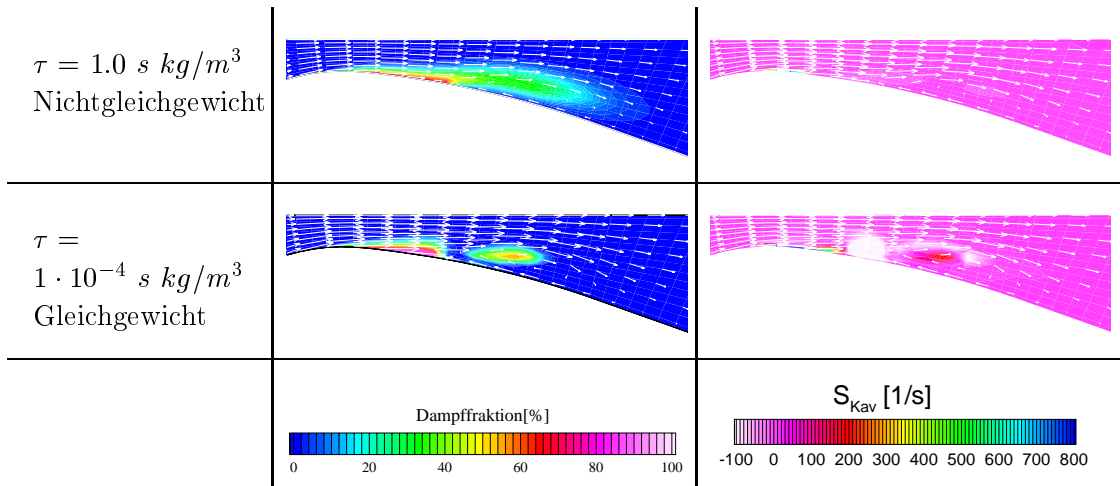 τ = 1.0 s kg/m³
Nichtgleichgewicht
τ =
1 · 10⁻⁴ s kg/m³
Gleichgewicht
Dampffraktion[%]
0 20 40 60 80 100
S_Kav [1/s]
-100 0 100 200 300 400 500 600 700 800